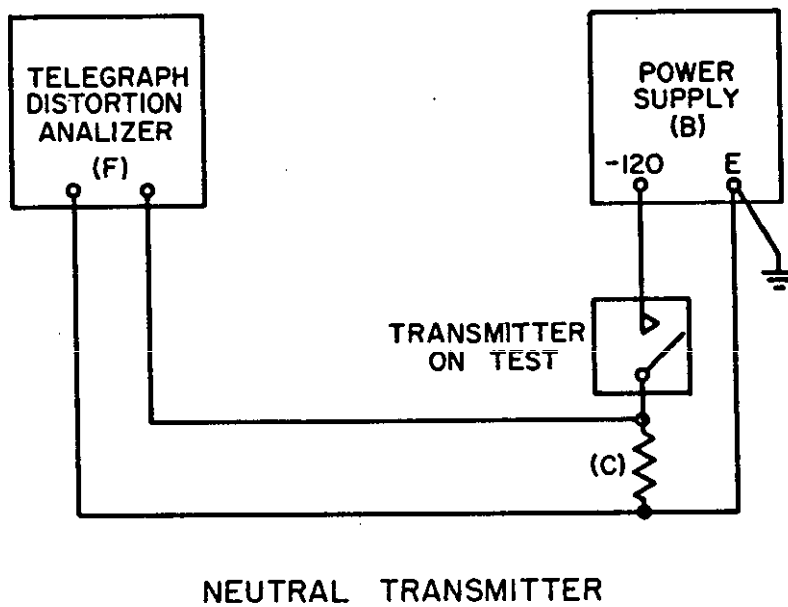 TELEGRAPH
DISTORTION
ANALIZER
(F)
POWER
SUPPLY
(B)
-120
E
TRANSMITTER
ON TEST
(C)
NEUTRAL TRANSMITTER